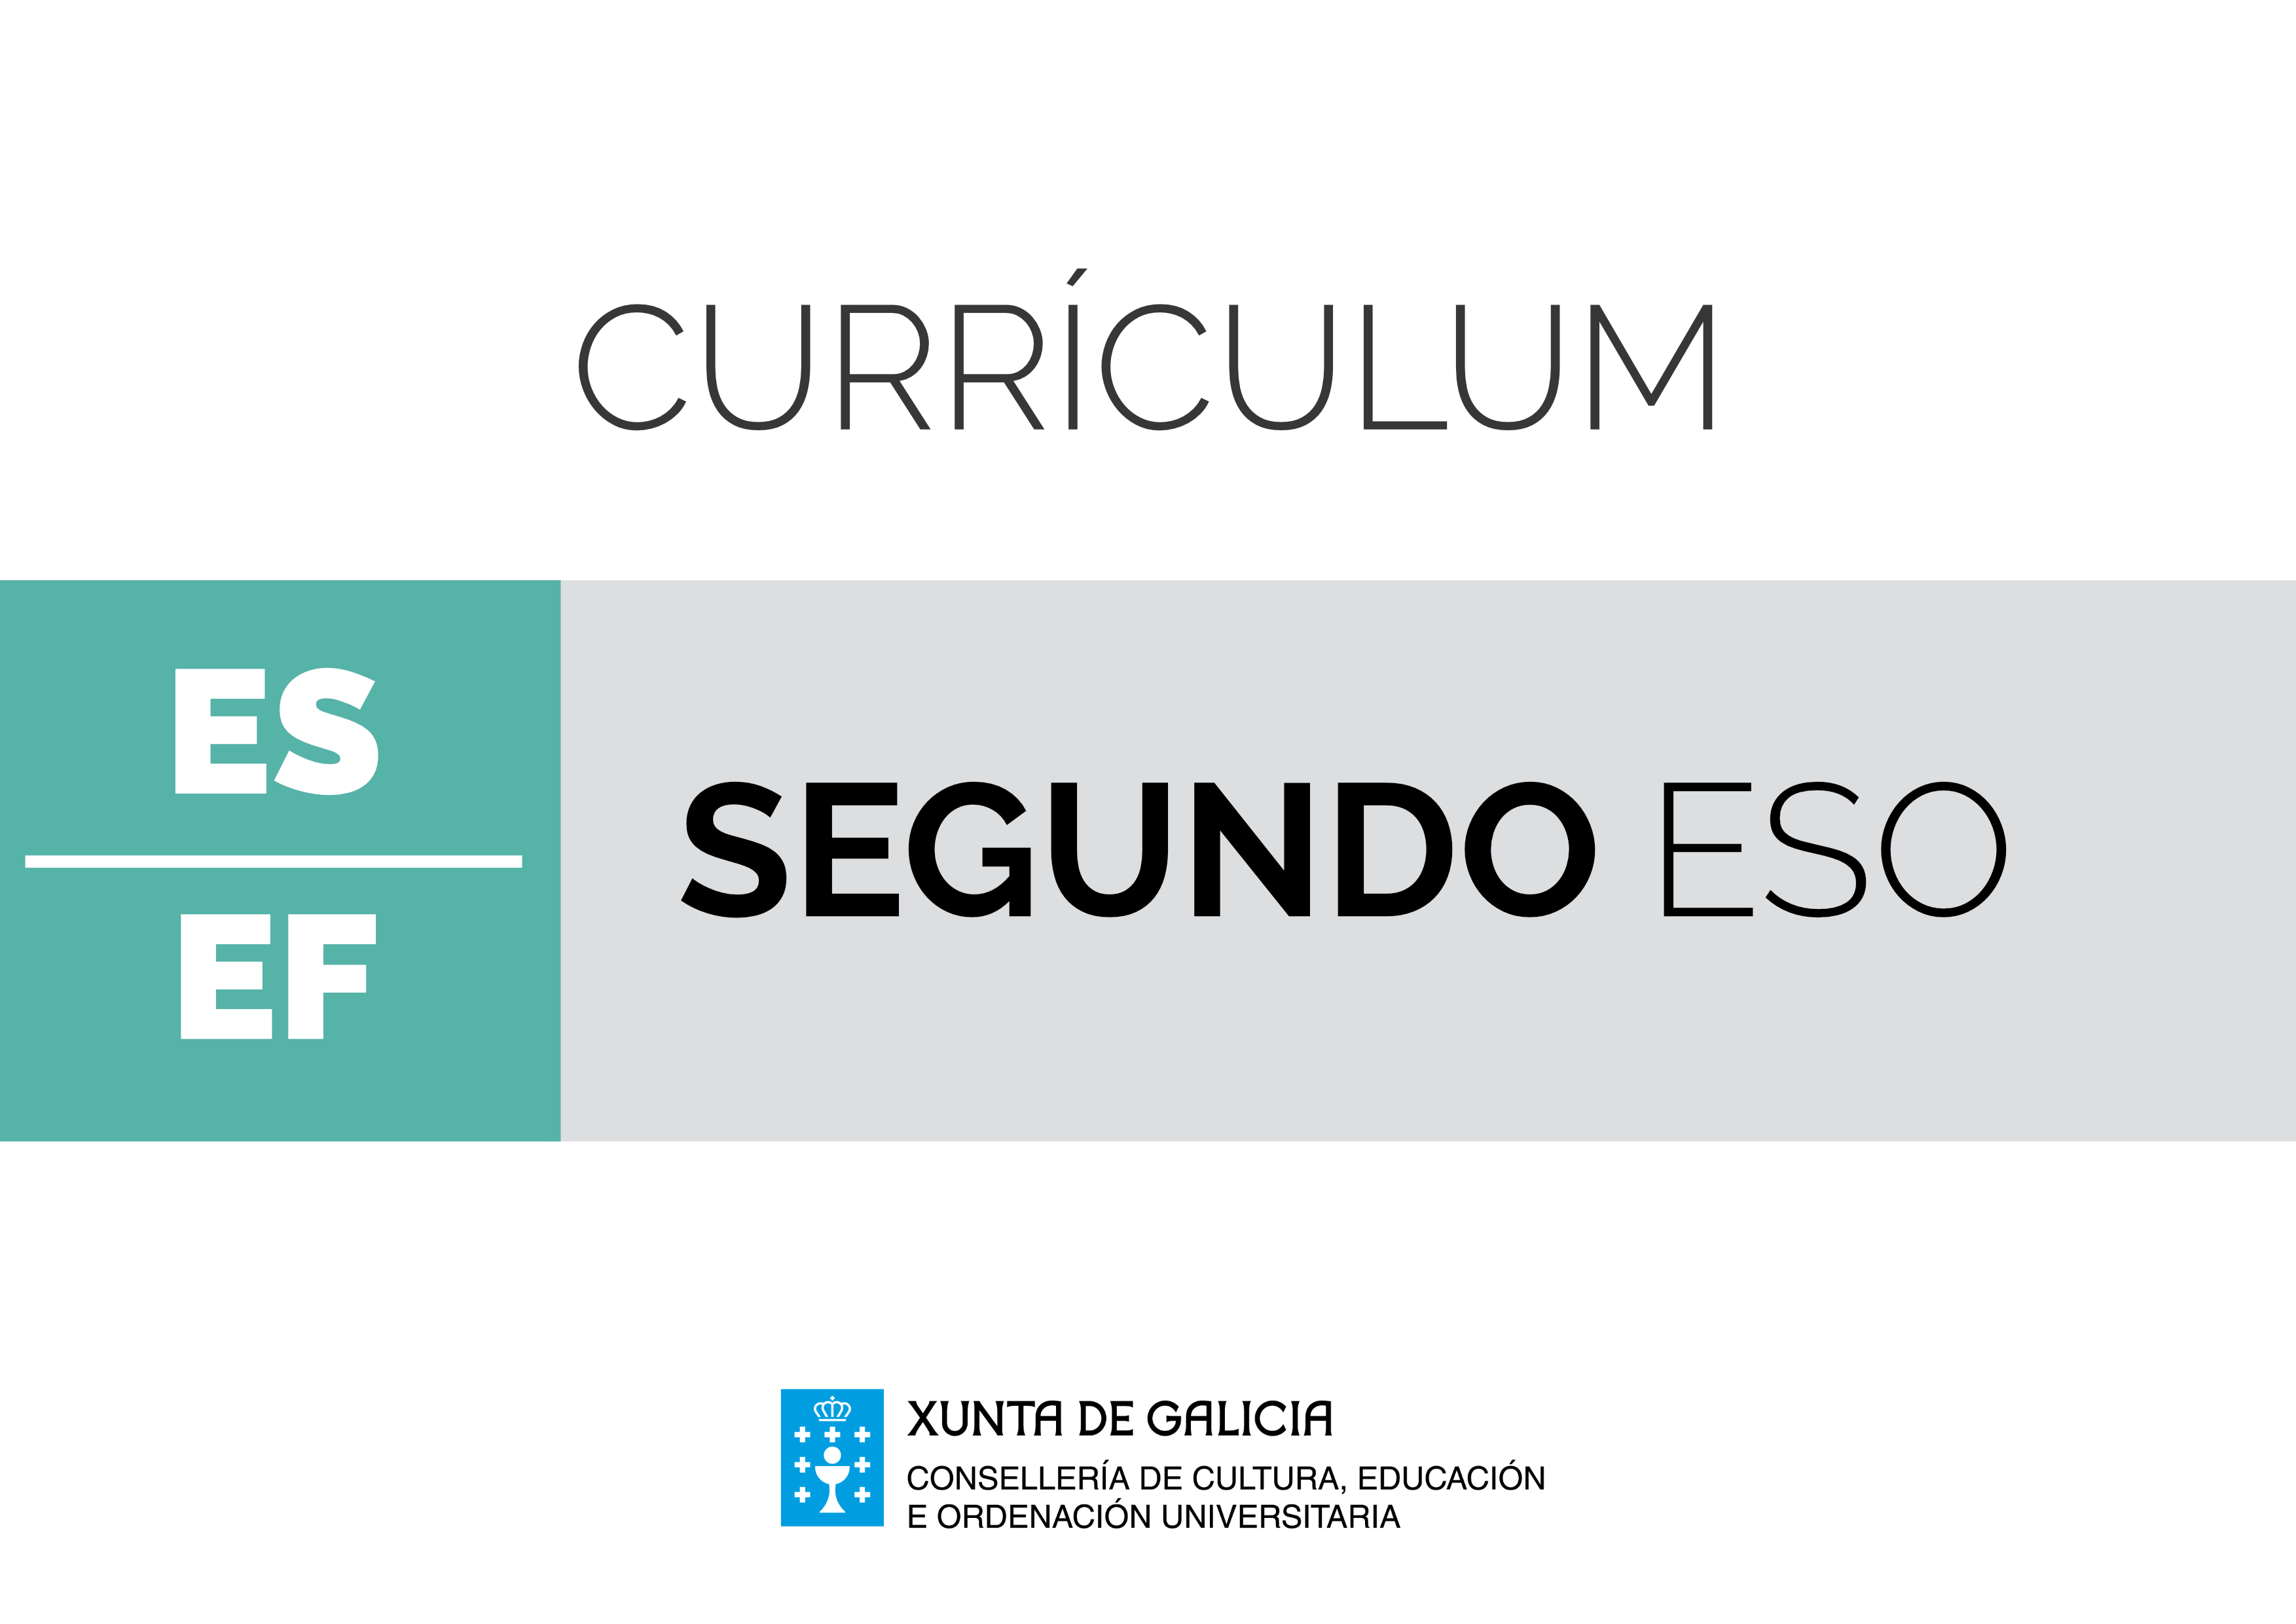 CURRÍCULUM
ES
EF
SEGUNDO ESO
XUNTA DE GALICIA
CONSELLERÍA DE CULTURA, EDUCACIÓN
E ORDENACIÓN UNIVERSITARIA